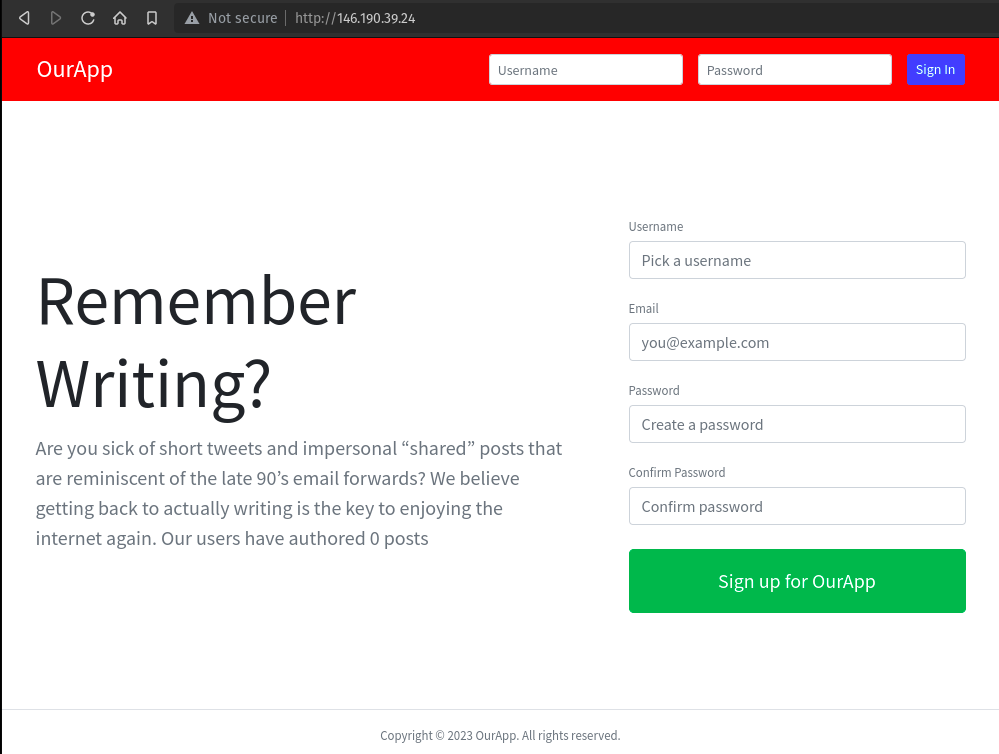 Not secure http://146.190.39.24
OurApp Username Password Sign In
Remember
Writing?
Are you sick of short tweets and impersonal “shared” posts that
are reminiscent of the late 90’s email forwards? We believe
getting back to actually writing is the key to enjoying the
internet again. Our users have authored 0 posts
Username
Pick a username
Email
you@example.com
Password
Create a password
Confirm Password
Confirm password
Sign up for OurApp
Copyright © 2023 OurApp. All rights reserved.